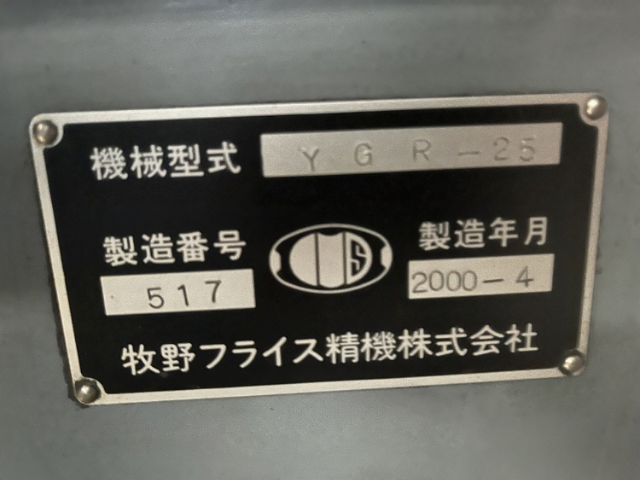 機械型式 YGR-25
製造番号 製造年月
517 2000-4
牧野フライス精機株式会社